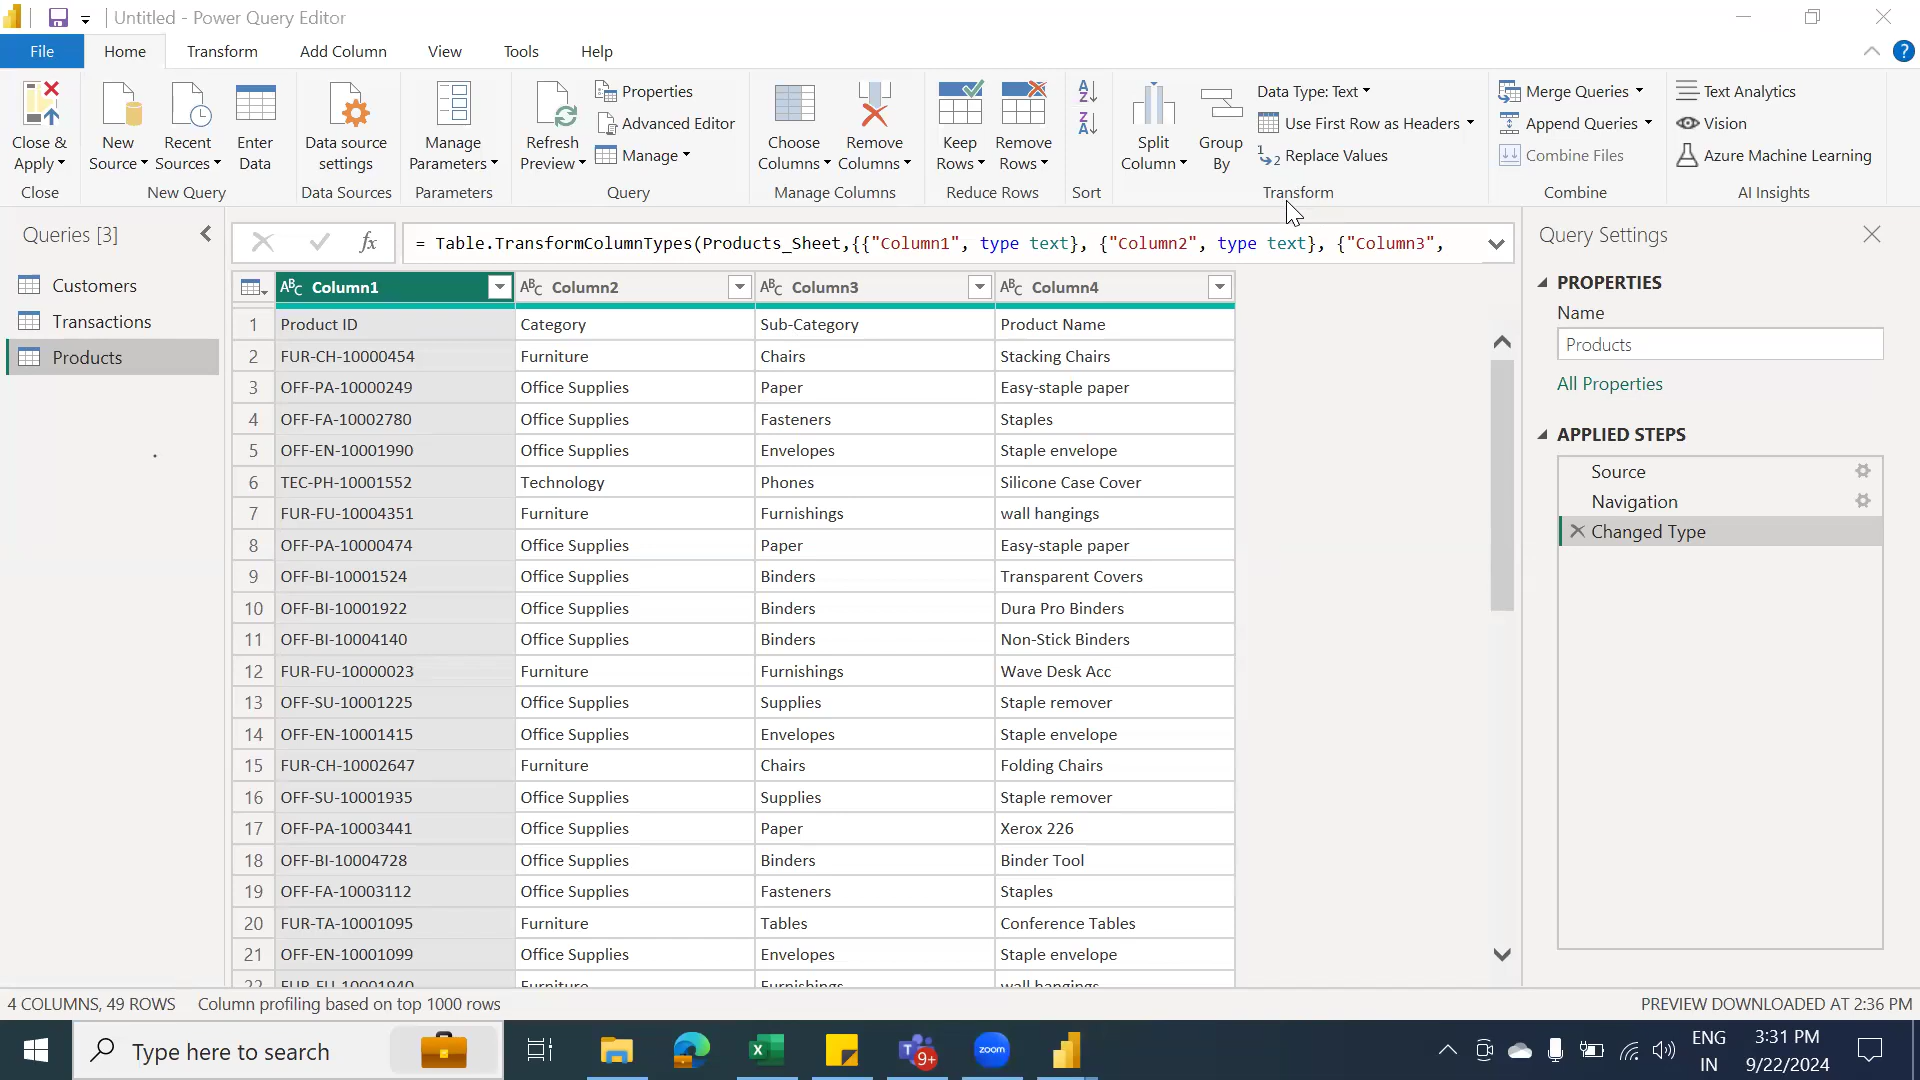 Untitled - Power Query Editor
File Home Transform Add Column View Tools Help
Close & Apply
Close
New Source
Recent Sources
Enter Data
New Query
Data source settings
Data Sources
Manage Parameters
Parameters
Refresh Preview
Properties
Advanced Editor
Manage
Query
Choose Columns
Remove Columns
Manage Columns
Keep Rows
Remove Rows
Reduce Rows
Sort
Split Column
Group By
Data Type: Text
Use First Row as Headers
Replace Values
Transform
Merge Queries
Append Queries
Combine Files
Combine
Text Analytics
Vision
Azure Machine Learning
AI Insights
Queries [3]
Customers
Transactions
Products
fx
= Table.TransformColumnTypes(Products_Sheet,{{"Column1", type text}, {"Column2", type text}, {"Column3",
Column1 Column2 Column3 Column4
1 Product ID Category Sub-Category Product Name
2 FUR-CH-10000454 Furniture Chairs Stacking Chairs
3 OFF-PA-10000249 Office Supplies Paper Easy-staple paper
4 OFF-FA-10002780 Office Supplies Fasteners Staples
5 OFF-EN-10001990 Office Supplies Envelopes Staple envelope
6 TEC-PH-10001552 Technology Phones Silicone Case Cover
7 FUR-FU-10004351 Furniture Furnishings wall hangings
8 OFF-PA-10000474 Office Supplies Paper Easy-staple paper
9 OFF-BI-10001524 Office Supplies Binders Transparent Covers
10 OFF-BI-10001922 Office Supplies Binders Dura Pro Binders
11 OFF-BI-10004140 Office Supplies Binders Non-Stick Binders
12 FUR-FU-10000023 Furniture Furnishings Wave Desk Acc
13 OFF-SU-10001225 Office Supplies Supplies Staple remover
14 OFF-EN-10001415 Office Supplies Envelopes Staple envelope
15 FUR-CH-10002647 Furniture Chairs Folding Chairs
16 OFF-SU-10001935 Office Supplies Supplies Staple remover
17 OFF-PA-10003441 Office Supplies Paper Xerox 226
18 OFF-BI-10004728 Office Supplies Binders Binder Tool
19 OFF-FA-10003112 Office Supplies Fasteners Staples
20 FUR-TA-10001095 Furniture Tables Conference Tables
21 OFF-EN-10001099 Office Supplies Envelopes Staple envelope
22 FUR-FU-10001940 Furniture Furnishings wall hangings
Query Settings
PROPERTIES
Name
Products
All Properties
APPLIED STEPS
Source
Navigation
Changed Type
4 COLUMNS, 49 ROWS Column profiling based on top 1000 rows
PREVIEW DOWNLOADED AT 2:36 PM
Type here to search
9+
zoom
ENG
IN
3:31 PM
9/22/2024